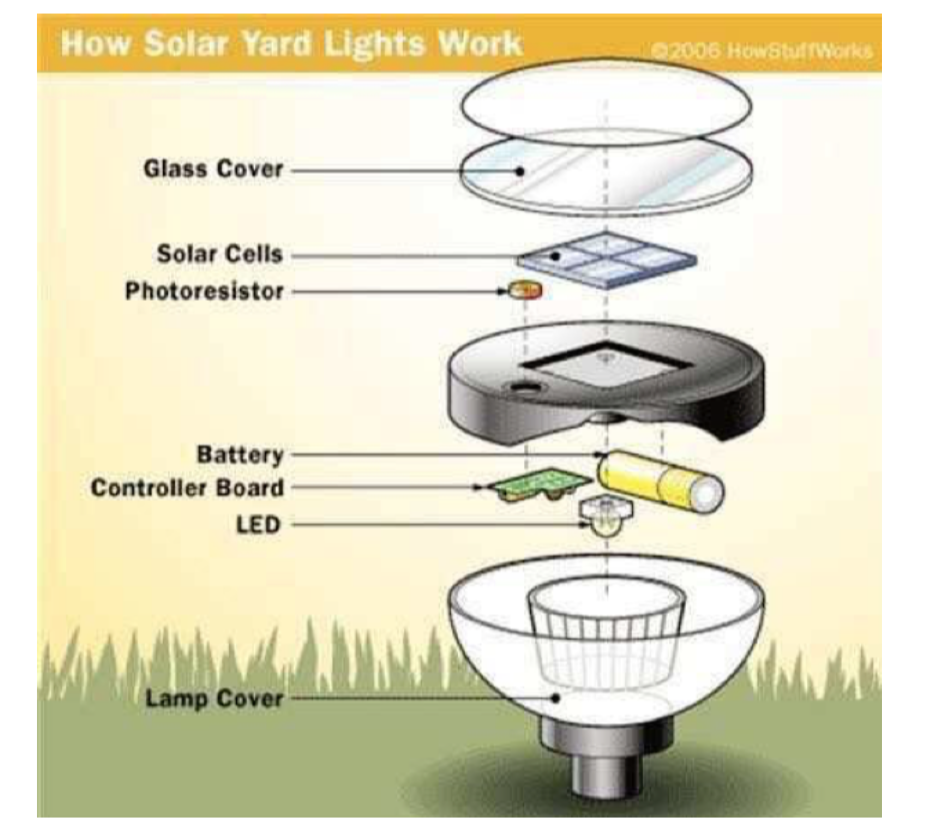 How Solar Yard Lights Work
©2006 HowStuffWorks
Glass Cover
Solar Cells
Photoresistor
Battery
Controller Board
LED
Lamp Cover